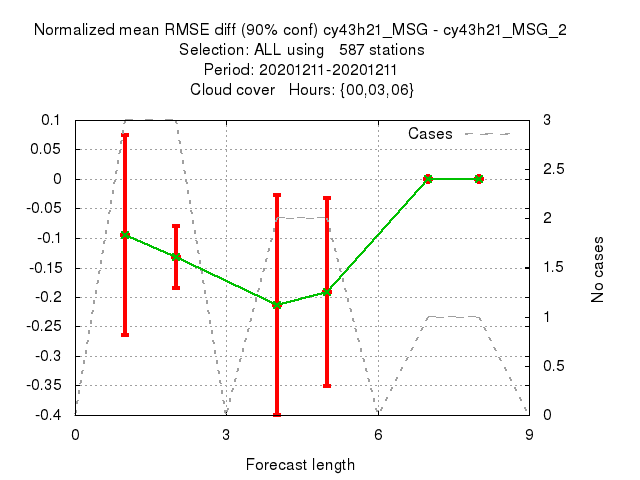 Normalized mean RMSE diff (90% conf) cy43h21_MSG - cy43h21_MSG_2
Selection: ALL using   587 stations
Period: 20201211-20201211
Cloud cover   Hours: {00,03,06}
Cases
0.1
0.05
0
-0.05
-0.1
-0.15
-0.2
-0.25
-0.3
-0.35
-0.4
3
2.5
2
1.5
1
0.5
0
No cases
0 3 6 9
Forecast length